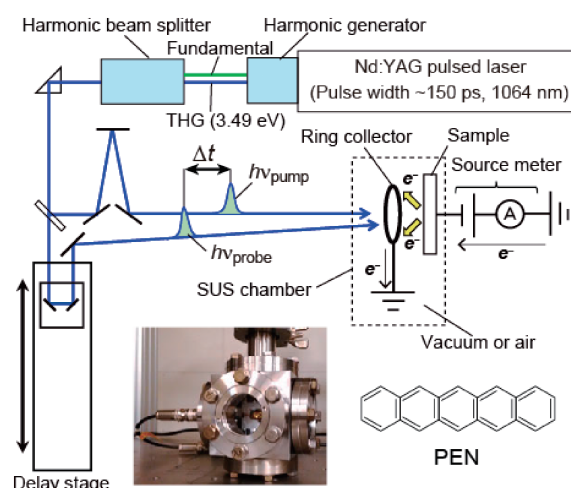 Harmonic beam splitter
Harmonic generator
Fundamental
THG (3.49 eV)
Nd:YAG pulsed laser
(Pulse width ~150 ps, 1064 nm)
Ring collector
Sample
Source meter
Δt
hνpump
hνprobe
e–
e–
A
e–
e–
SUS chamber
Vacuum or air
PEN
Delay stage